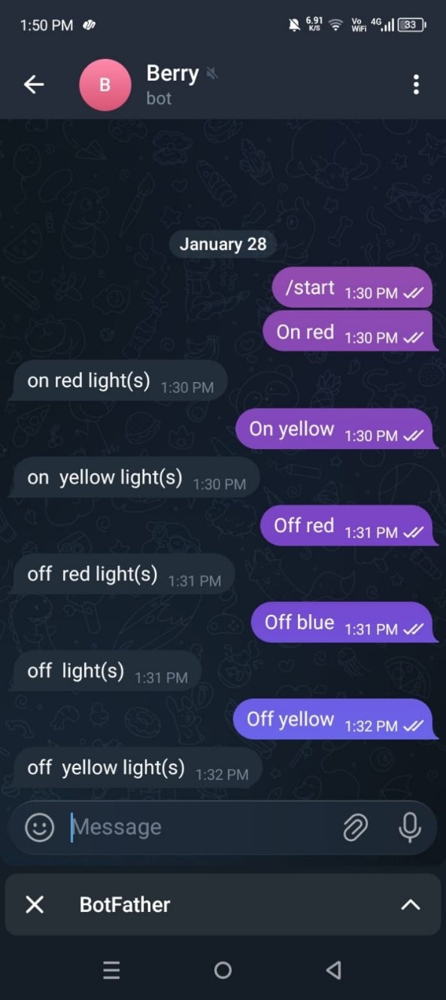 1:50 PM
6.91 K/S Vo WiFi 4G 33
B
Berry
bot
January 28
/start 1:30 PM
On red 1:30 PM
on red light(s) 1:30 PM
On yellow 1:30 PM
on  yellow light(s) 1:30 PM
Off red 1:31 PM
off  red light(s) 1:31 PM
Off blue 1:31 PM
off  light(s) 1:31 PM
Off yellow 1:32 PM
off  yellow light(s) 1:32 PM
Message
BotFather